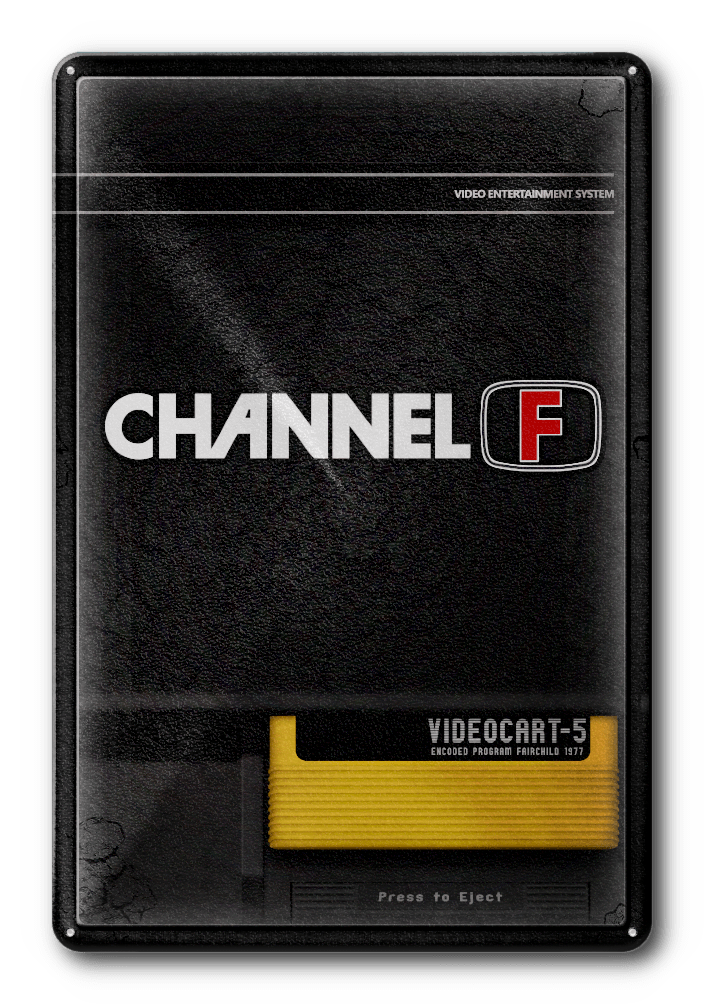 VIDEO ENTERTAINMENT SYSTEM
CHANNEL F
VIDEOCART-5
ENCODED PROGRAM FAIRCHILD 1977
Press to Eject